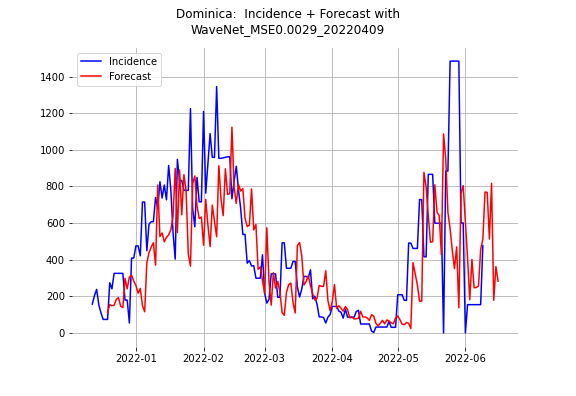 Dominica:  Incidence + Forecast with
WaveNet_MSE0.0029_20220409
Incidence
Forecast
1400
1200
1000
800
600
400
200
0
2022-01 2022-02 2022-03 2022-04 2022-05 2022-06